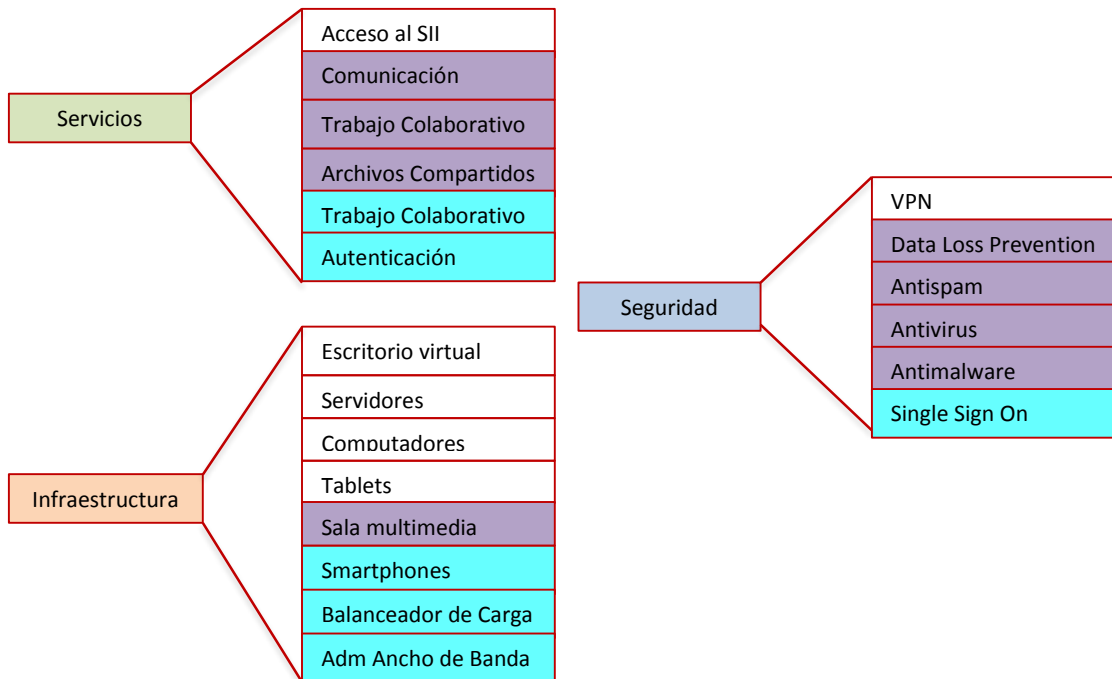 Servicios
Acceso al SII
Comunicación
Trabajo Colaborativo
Archivos Compartidos
Trabajo Colaborativo
Autenticación
Infraestructura
Escritorio virtual
Servidores
Computadores
Tablets
Sala multimedia
Smartphones
Balanceador de Carga
Adm Ancho de Banda
Seguridad
VPN
Data Loss Prevention
Antispam
Antivirus
Antimalware
Single Sign On